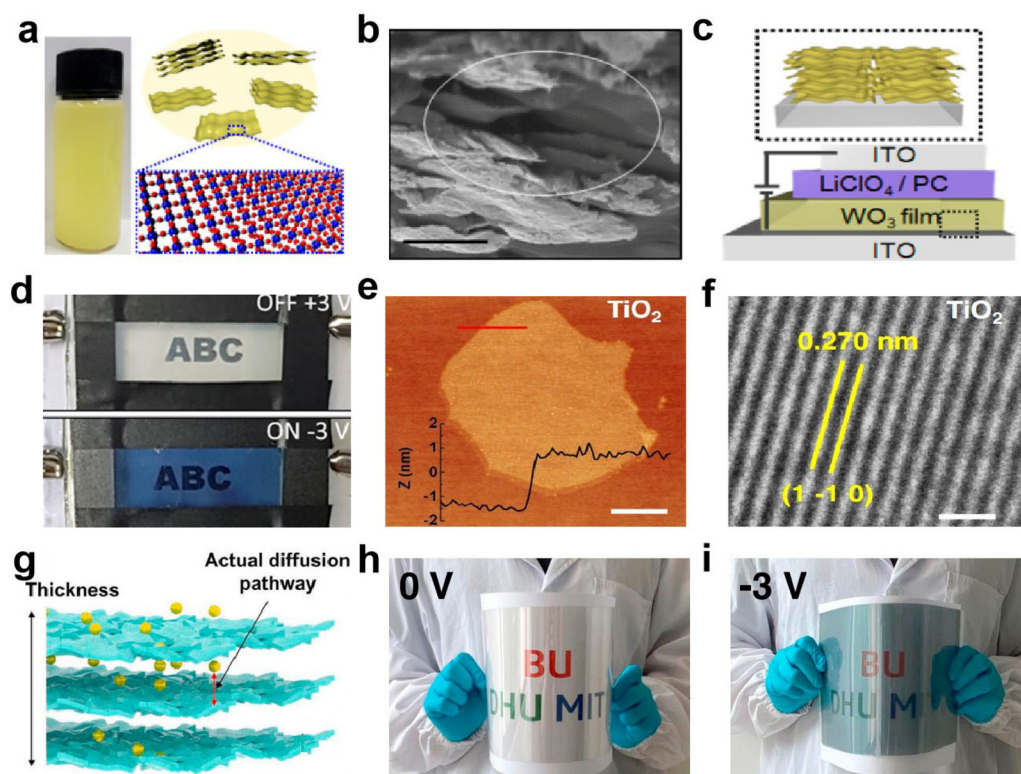 a
b
c
ITO
LiClO₄ / PC
WO₃ film
ITO
d
OFF +3 V
ABC
ON -3 V
ABC
e
TiO₂
Z (nm)
2
1
0
-1
-2
f
TiO₂
0.270 nm
(1 -1 0)
g
Actual diffusion
pathway
Thickness
h
0 V
BU
DHU MIT
i
-3 V
BU
DHU MIT